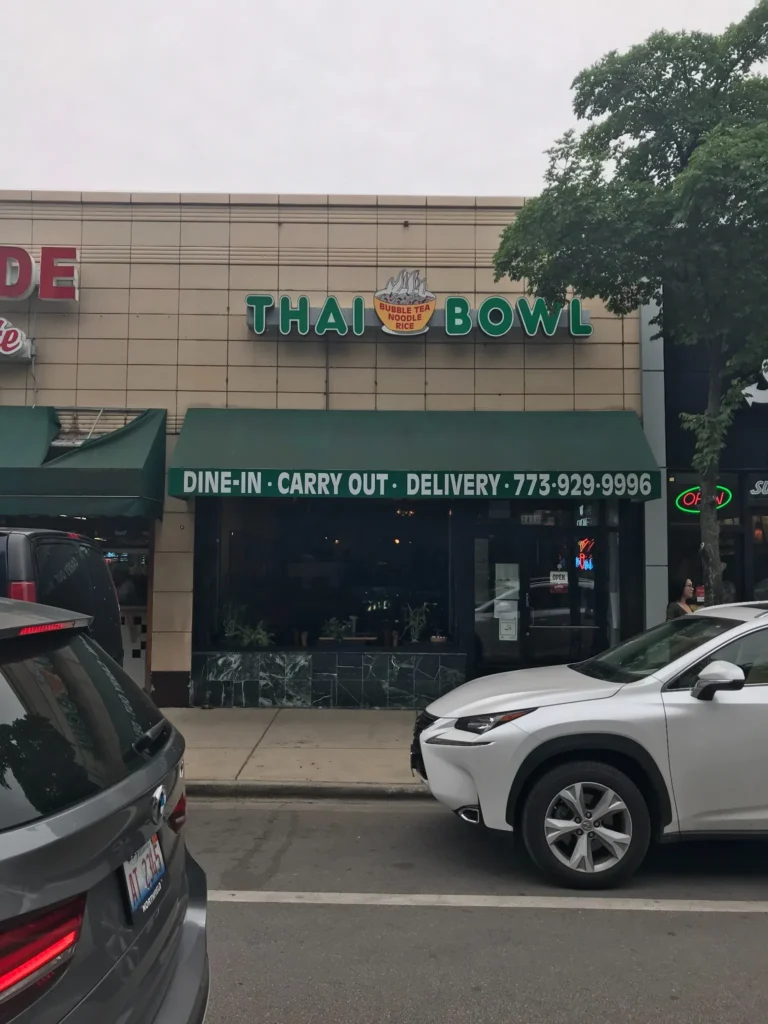 DE
THAI BOWL
BUBBLE TEA
NOODLE
RICE
DINE-IN · CARRY OUT · DELIVERY · 773·929·9996
OPEN
OPEN